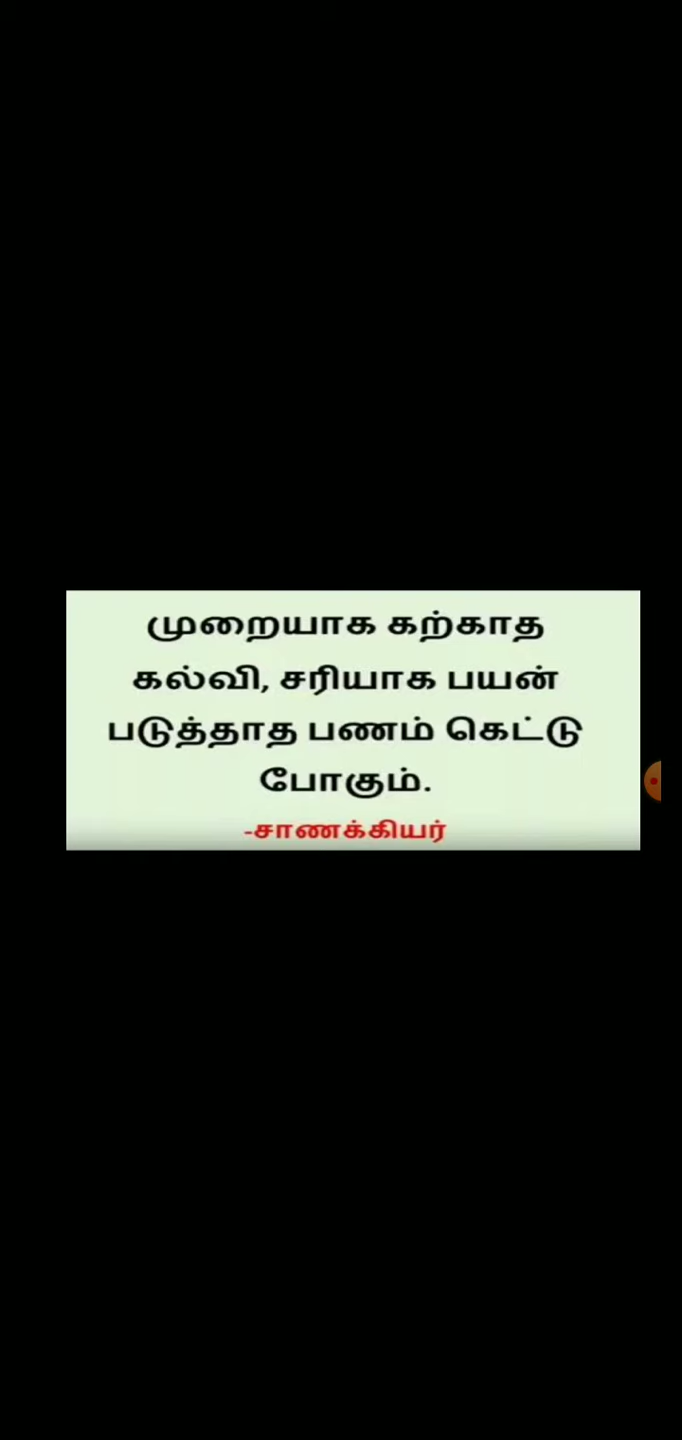 முறையாக கற்காத
கல்வி, சரியாக பயன்
படுத்தாத பணம் கெட்டு
போகும்.
-சாணக்கியர்